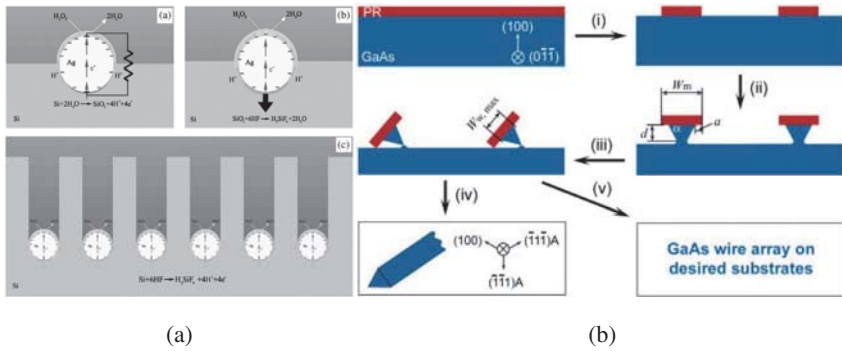 (a)
H₂O₂
2H₂O
Ag
e⁻
H⁺
H⁺
Si+2H₂O→SiO₂+4H⁺+4e⁻
Si
(b)
H₂O₂
2H₂O
Ag
e⁻
H⁺
H⁺
SiO₂+6HF→H₂SiF₆+2H₂O
(c)
Si+6HF→H₂SiF₆+4H⁺+4e⁻
Si
PR
GaAs
(100)
(01̄1̄)
(i)
(ii)
Wm
d
α
a
(iii)
Ww, max
(iv)
(v)
(100)
(1̄11̄)A
(1̄1̄1)A
GaAs wire array on
desired substrates
(a)
(b)